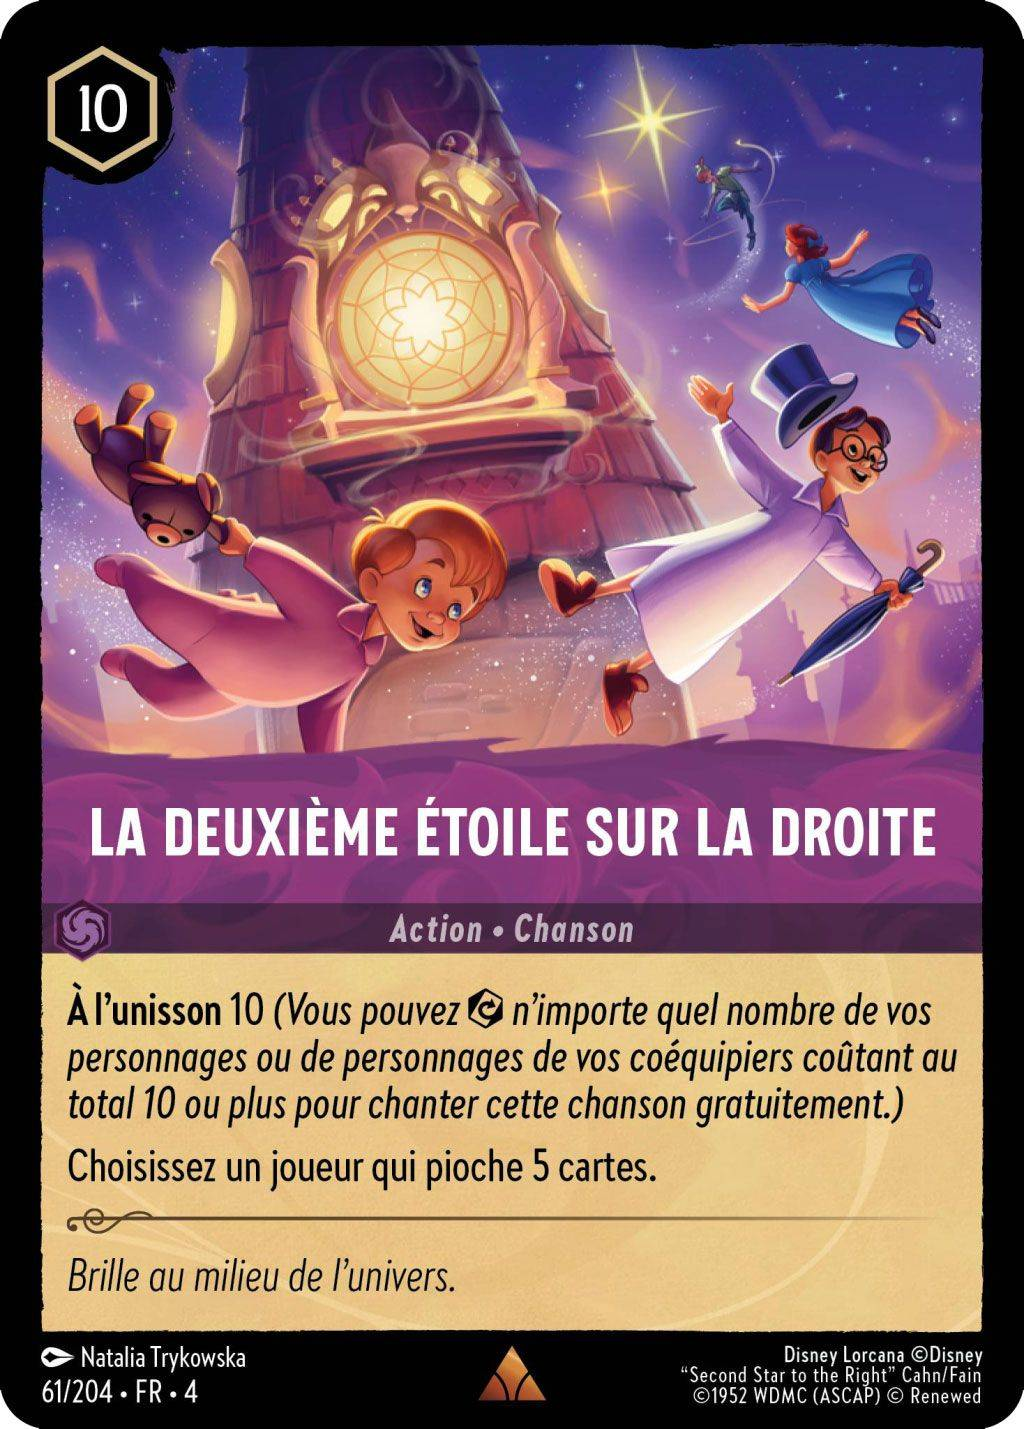 10
LA DEUXIÈME ÉTOILE SUR LA DROITE
Action • Chanson
À l'unisson 10 (Vous pouvez n'importe quel nombre de vos
personnages ou de personnages de vos coéquipiers coûtant au
total 10 ou plus pour chanter cette chanson gratuitement.)
Choisissez un joueur qui pioche 5 cartes.
Brille au milieu de l'univers.
Natalia Trykowska
61/204 • FR • 4
Disney Lorcana ©Disney
"Second Star to the Right" Cahn/Fain
©1952 WDMC (ASCAP) © Renewed